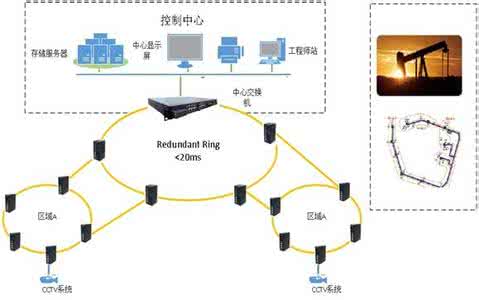 控制中心
存储服务器
中心显示
屏
工程师站
中心交换
机
Redundant Ring
<20ms
区域A
区域A
CCTV系统
CCTV系统